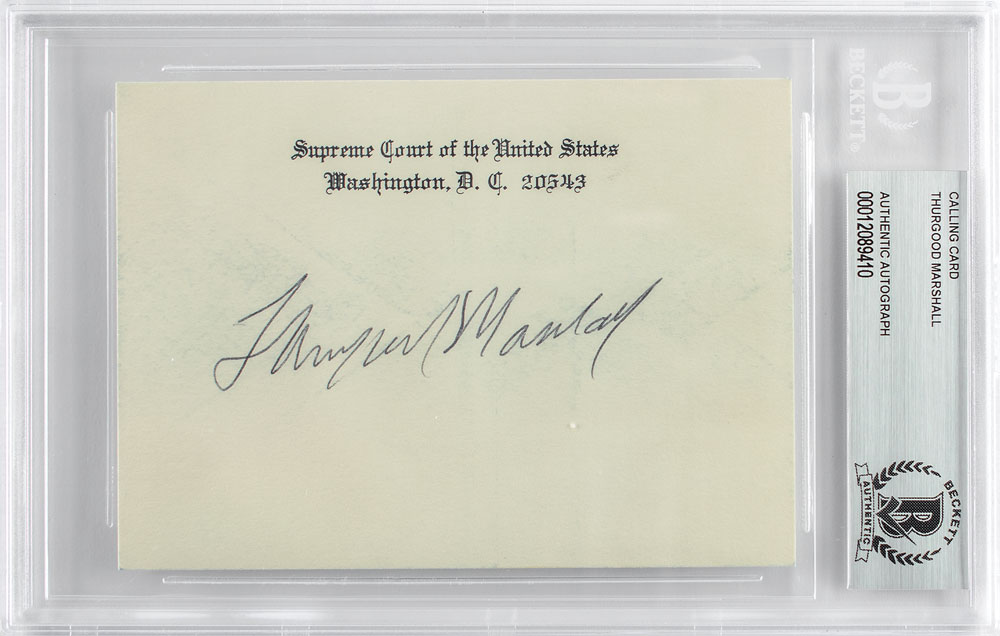 Supreme Court of the United States
Washington, D. C. 20543
Thurgood Marshall
BECKETT
B
CALLING CARD
THURGOOD MARSHALL
AUTHENTIC AUTOGRAPH
00012089410
BECKETT
B
AUTHENTIC